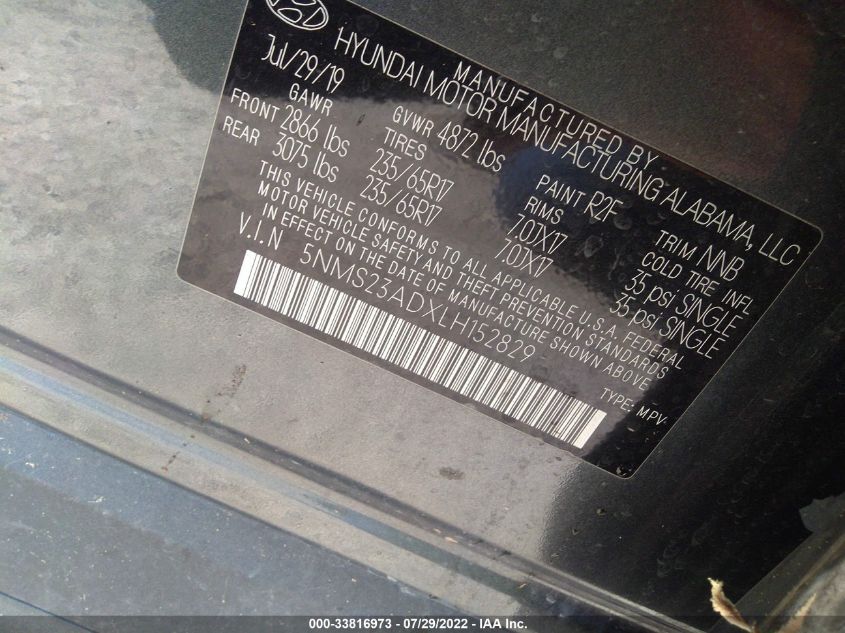 MANUFACTURED BY
HYUNDAI MOTOR MANUFACTURING ALABAMA, LLC
Jul/29/19
GAWR
GVWR 4872 lbs
PAINT R2F
TRIM NNB
FRONT 2866 lbs
TIRES 235/65R17
RIMS 7.0JX17
COLD TIRE INFL 35 psi SINGLE
REAR 3075 lbs
235/65R17
7.0JX17
35 psi SINGLE
THIS VEHICLE CONFORMS TO ALL APPLICABLE U.S.A. FEDERAL
MOTOR VEHICLE SAFETY AND THEFT PREVENTION STANDARDS
IN EFFECT ON THE DATE OF MANUFACTURE SHOWN ABOVE
V.I.N 5NMS23ADXLH152829
TYPE: MPV
000-33816973 - 07/29/2022 - IAA Inc.